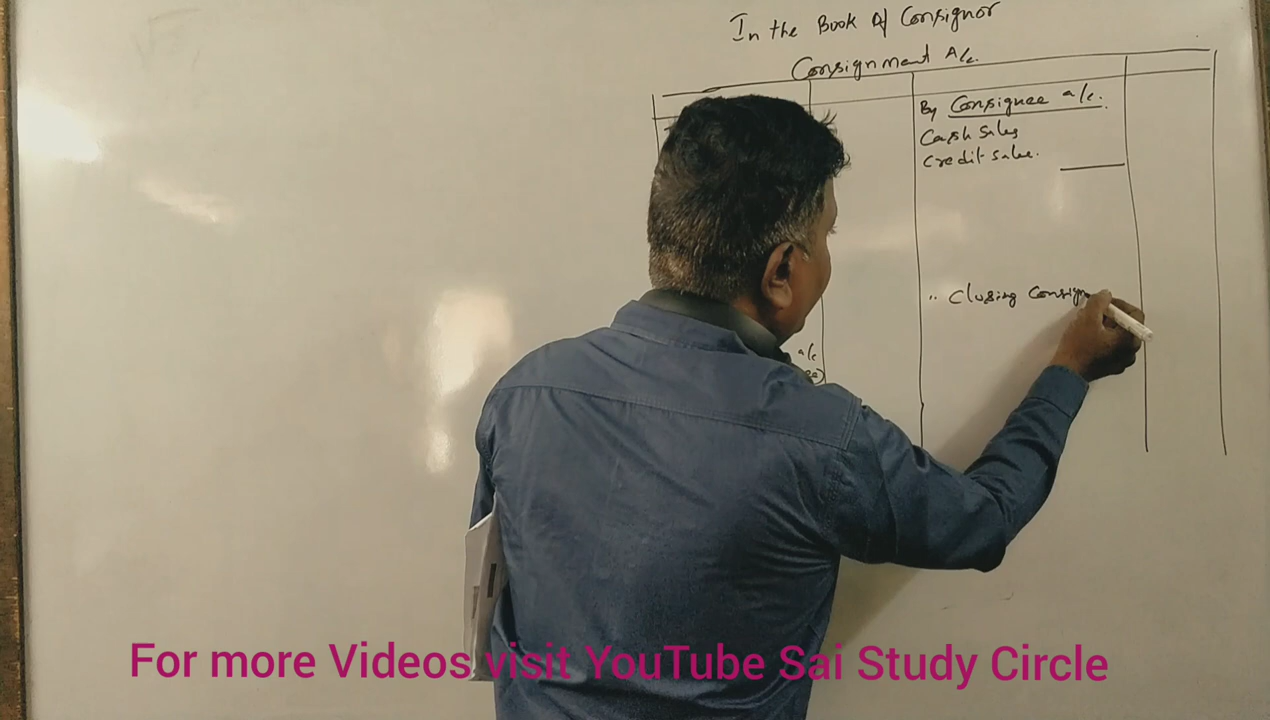 In the Book Of Consignor
Consignment A/c.
By Consignee a/c.
Cash Sales
Credit Sales.
" Closing Consign
a/c
For more Videos visit YouTube Sai Study Circle